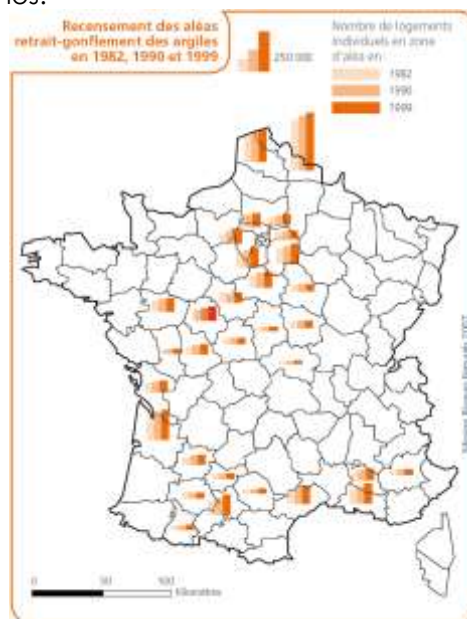 ios.
Recensement des aléas
retrait-gonflement des argiles
en 1982, 1990 et 1999
250 000
Nombre de logements
individuels en zone
d'aléa en :
1982
1990
1999
0 50 100
Kilomètres